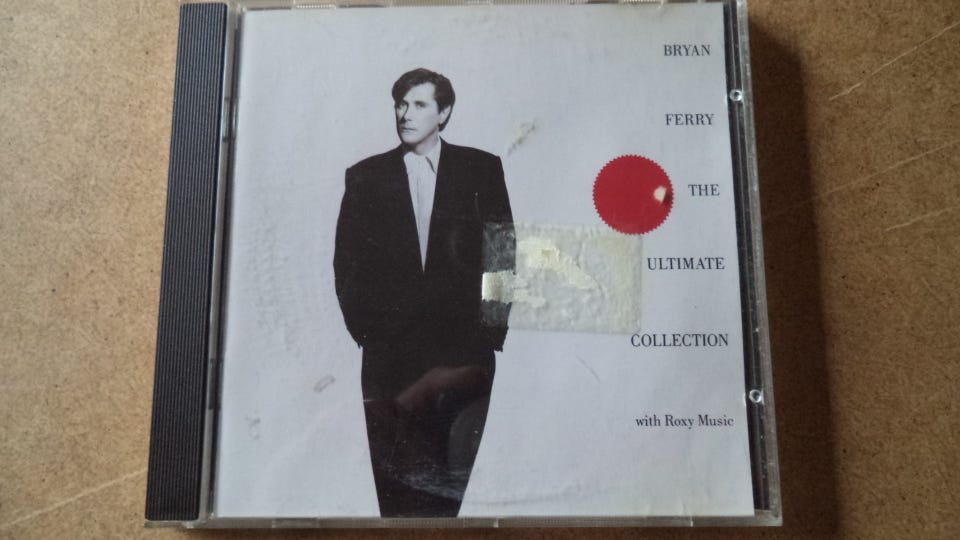 BRYAN
FERRY
THE
ULTIMATE
COLLECTION
with Roxy Music